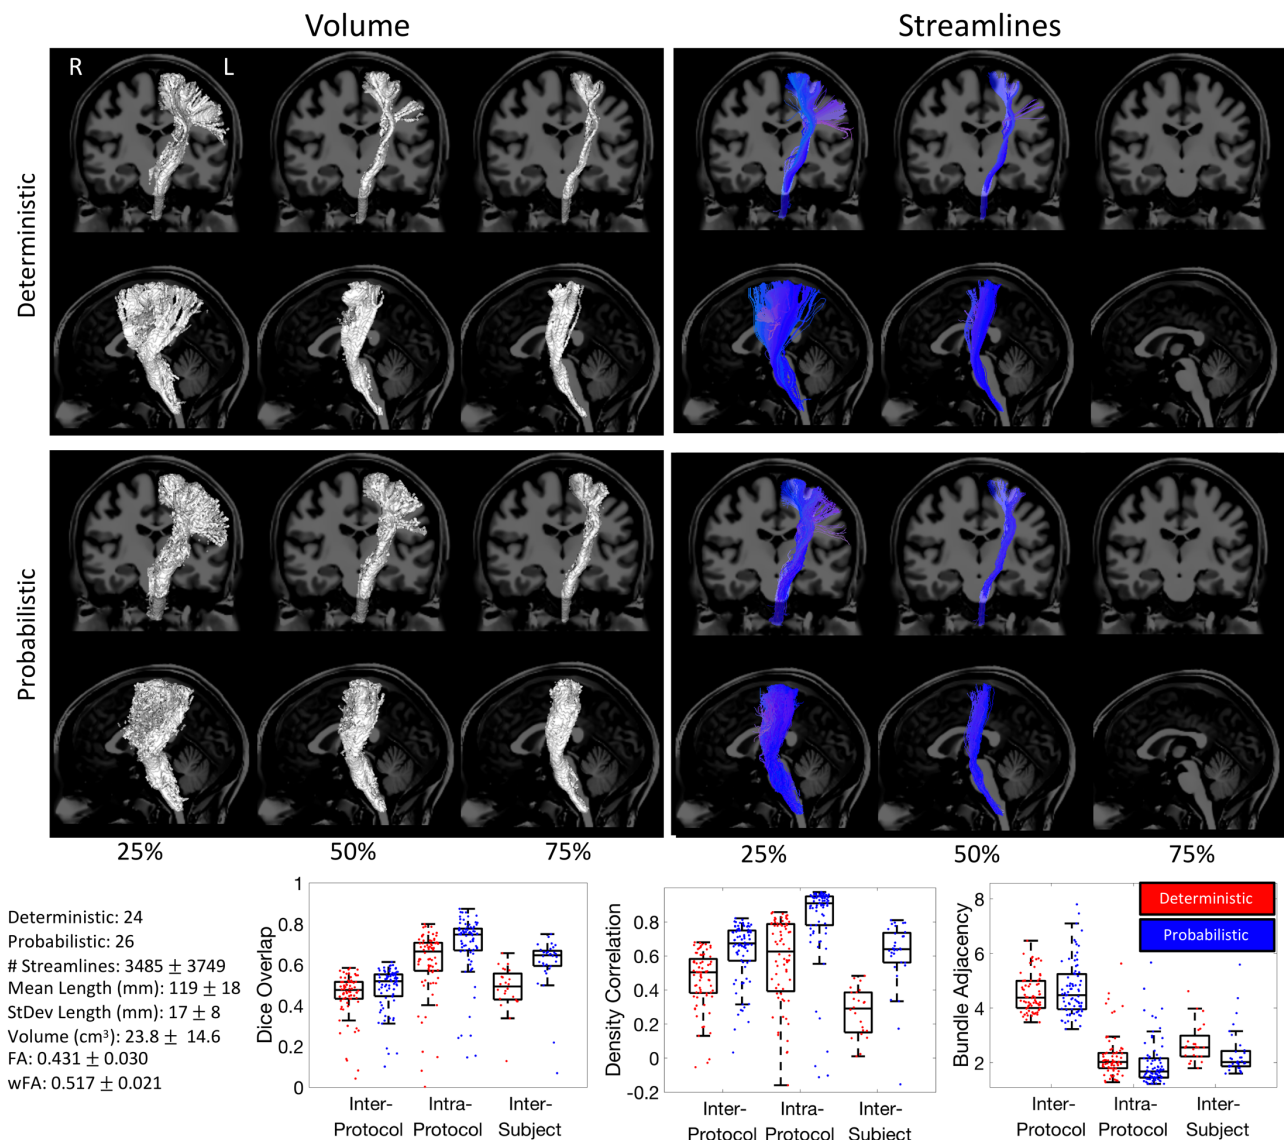 Volume
Streamlines
R L
Deterministic
Probabilistic
25% 50% 75%
25% 50% 75%
Deterministic: 24
Probabilistic: 26
# Streamlines: 3485 ± 3749
Mean Length (mm): 119 ± 18
StDev Length (mm): 17 ± 8
Volume (cm³): 23.8 ± 14.6
FA: 0.431 ± 0.030
wFA: 0.517 ± 0.021
Dice Overlap
1
0.8
0.6
0.4
0.2
0
Inter-Protocol
Intra-Protocol
Inter-Subject
Density Correlation
0.8
0.6
0.4
0.2
0
-0.2
Inter-Protocol
Intra-Protocol
Inter-Subject
Bundle Adjacency
8
6
4
2
Deterministic
Probabilistic
Inter-Protocol
Intra-Protocol
Inter-Subject